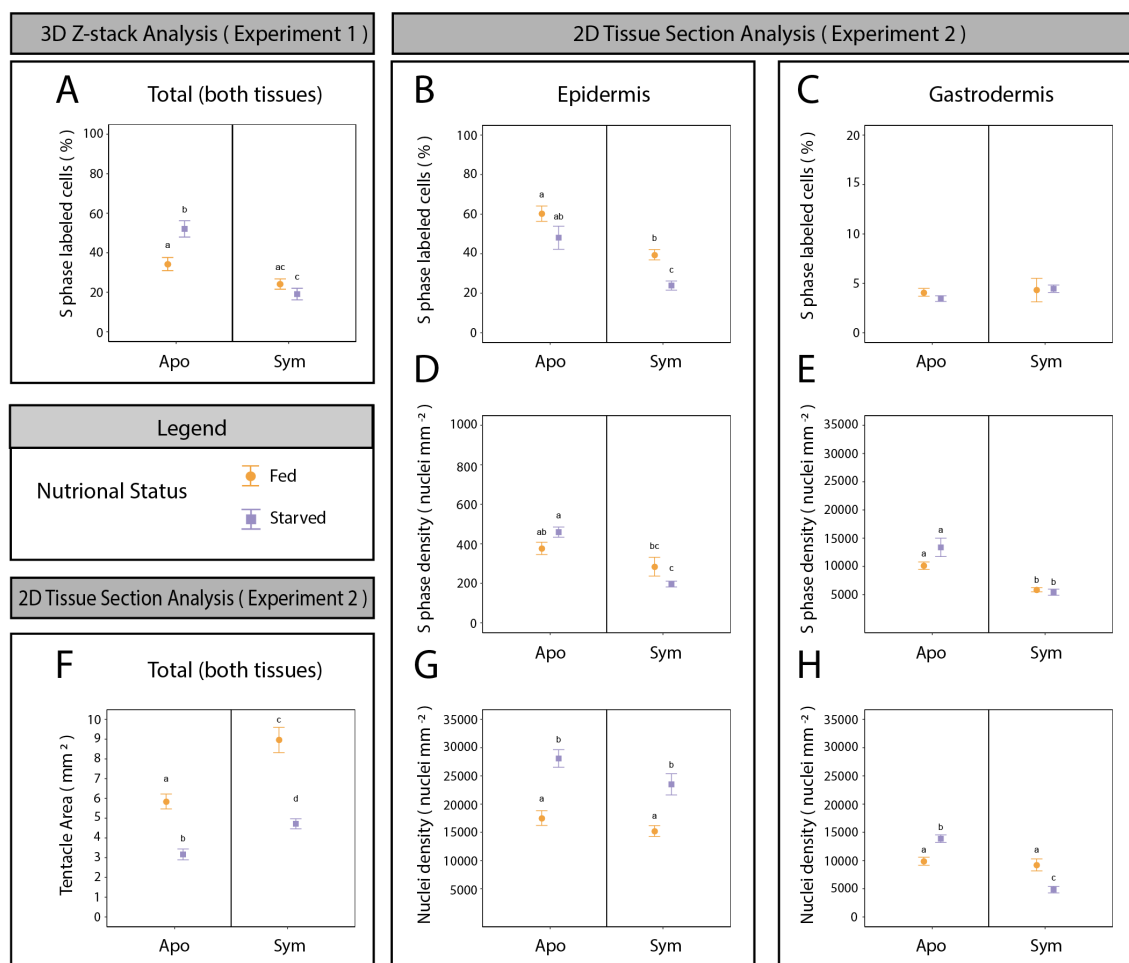 3D Z-stack Analysis ( Experiment 1 )
2D Tissue Section Analysis ( Experiment 2 )
A
Total (both tissues)
S phase labeled cells ( % )
100
80
60
40
20
0
a
b
ac
c
Apo
Sym
B
Epidermis
S phase labeled cells ( % )
100
80
60
40
20
0
a
ab
b
c
Apo
Sym
C
Gastrodermis
S phase labeled cells ( % )
20
15
10
5
0
Apo
Sym
Legend
Nutrional Status
Fed
Starved
D
S phase density ( nuclei mm ⁻²)
1000
800
600
400
200
0
ab
a
bc
c
Apo
Sym
E
S phase density ( nuclei mm ⁻²)
35000
30000
25000
20000
15000
10000
5000
a
a
b
b
Apo
Sym
2D Tissue Section Analysis ( Experiment 2 )
F
Total (both tissues)
Tentacle Area ( mm ²)
10
9
8
7
6
5
4
3
2
1
0
a
b
c
d
Apo
Sym
G
Nuclei density ( nuclei mm ⁻²)
35000
30000
25000
20000
15000
10000
5000
a
b
a
b
Apo
Sym
H
Nuclei density ( nuclei mm ⁻²)
35000
30000
25000
20000
15000
10000
5000
0
a
b
a
c
Apo
Sym